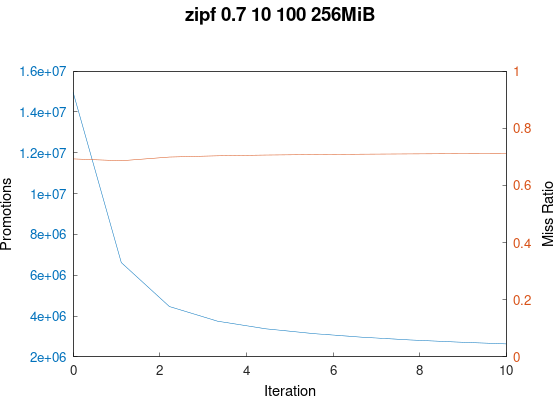 zipf 0.7 10 100 256MiB
1.6e+07
1.4e+07
1.2e+07
1e+07
8e+06
6e+06
4e+06
2e+06
Promotions
1
0.8
0.6
0.4
0.2
0
Miss Ratio
0 2 4 6 8 10
Iteration